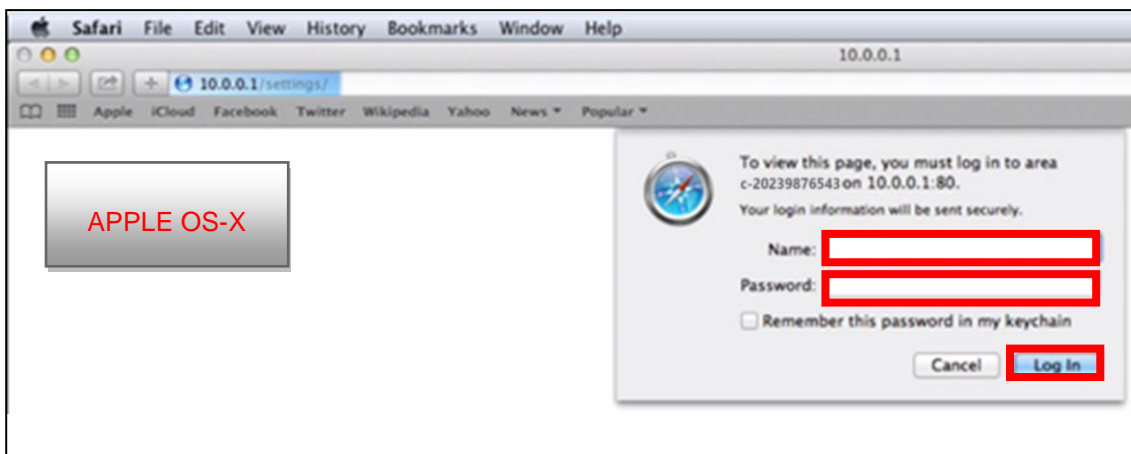 Safari File Edit View History Bookmarks Window Help
10.0.0.1
10.0.0.1/settings/
Apple iCloud Facebook Twitter Wikipedia Yahoo News Popular
APPLE OS-X
To view this page, you must log in to area
c-20239876543 on 10.0.0.1:80.
Your login information will be sent securely.
Name:
Password:
Remember this password in my keychain
Cancel Log In